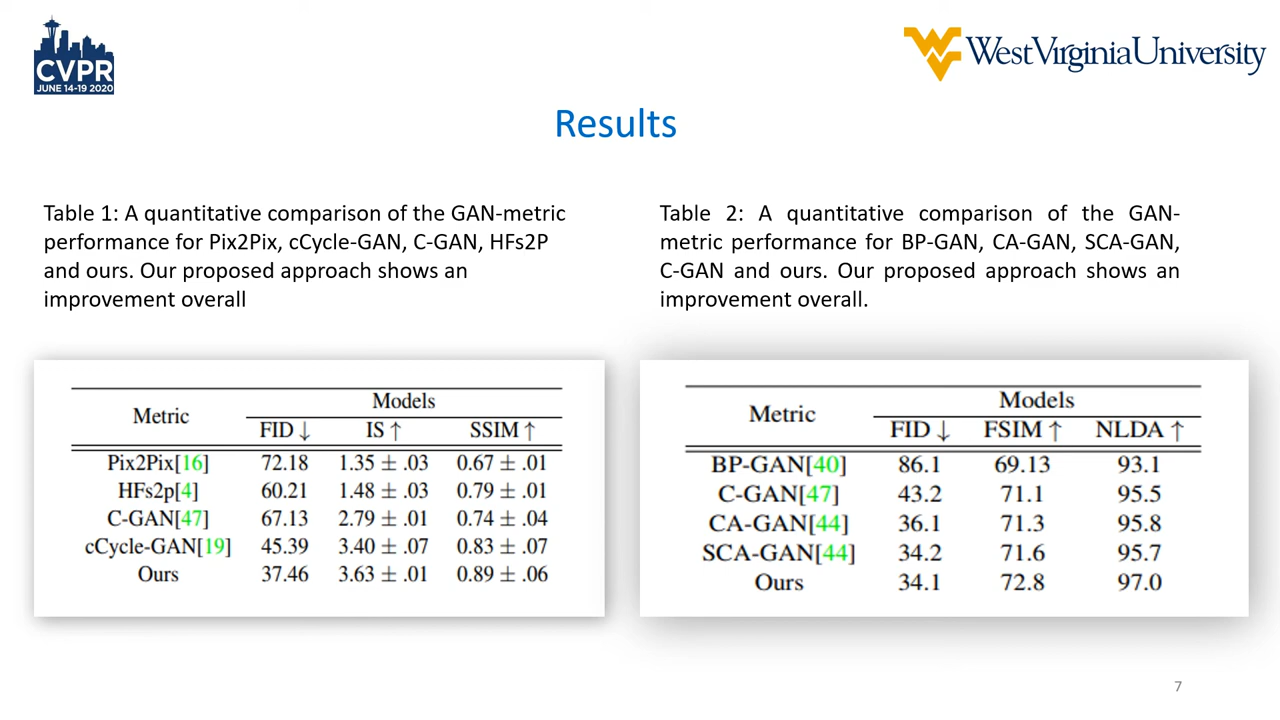 CVPR
JUNE 14-19 2020
WestVirginiaUniversity
Results
Table 1: A quantitative comparison of the GAN-metric
performance for Pix2Pix, cCycle-GAN, C-GAN, HFs2P
and ours. Our proposed approach shows an
improvement overall
Table 2: A quantitative comparison of the GAN-
metric performance for BP-GAN, CA-GAN, SCA-GAN,
C-GAN and ours. Our proposed approach shows an
improvement overall.
Metric Models
FID ↓ IS ↑ SSIM ↑
Pix2Pix[16] 72.18 1.35 ± .03 0.67 ± .01
HFs2p[4] 60.21 1.48 ± .03 0.79 ± .01
C-GAN[47] 67.13 2.79 ± .01 0.74 ± .04
cCycle-GAN[19] 45.39 3.40 ± .07 0.83 ± .07
Ours 37.46 3.63 ± .01 0.89 ± .06
Metric Models
FID ↓ FSIM ↑ NLDA ↑
BP-GAN[40] 86.1 69.13 93.1
C-GAN[47] 43.2 71.1 95.5
CA-GAN[44] 36.1 71.3 95.8
SCA-GAN[44] 34.2 71.6 95.7
Ours 34.1 72.8 97.0
7